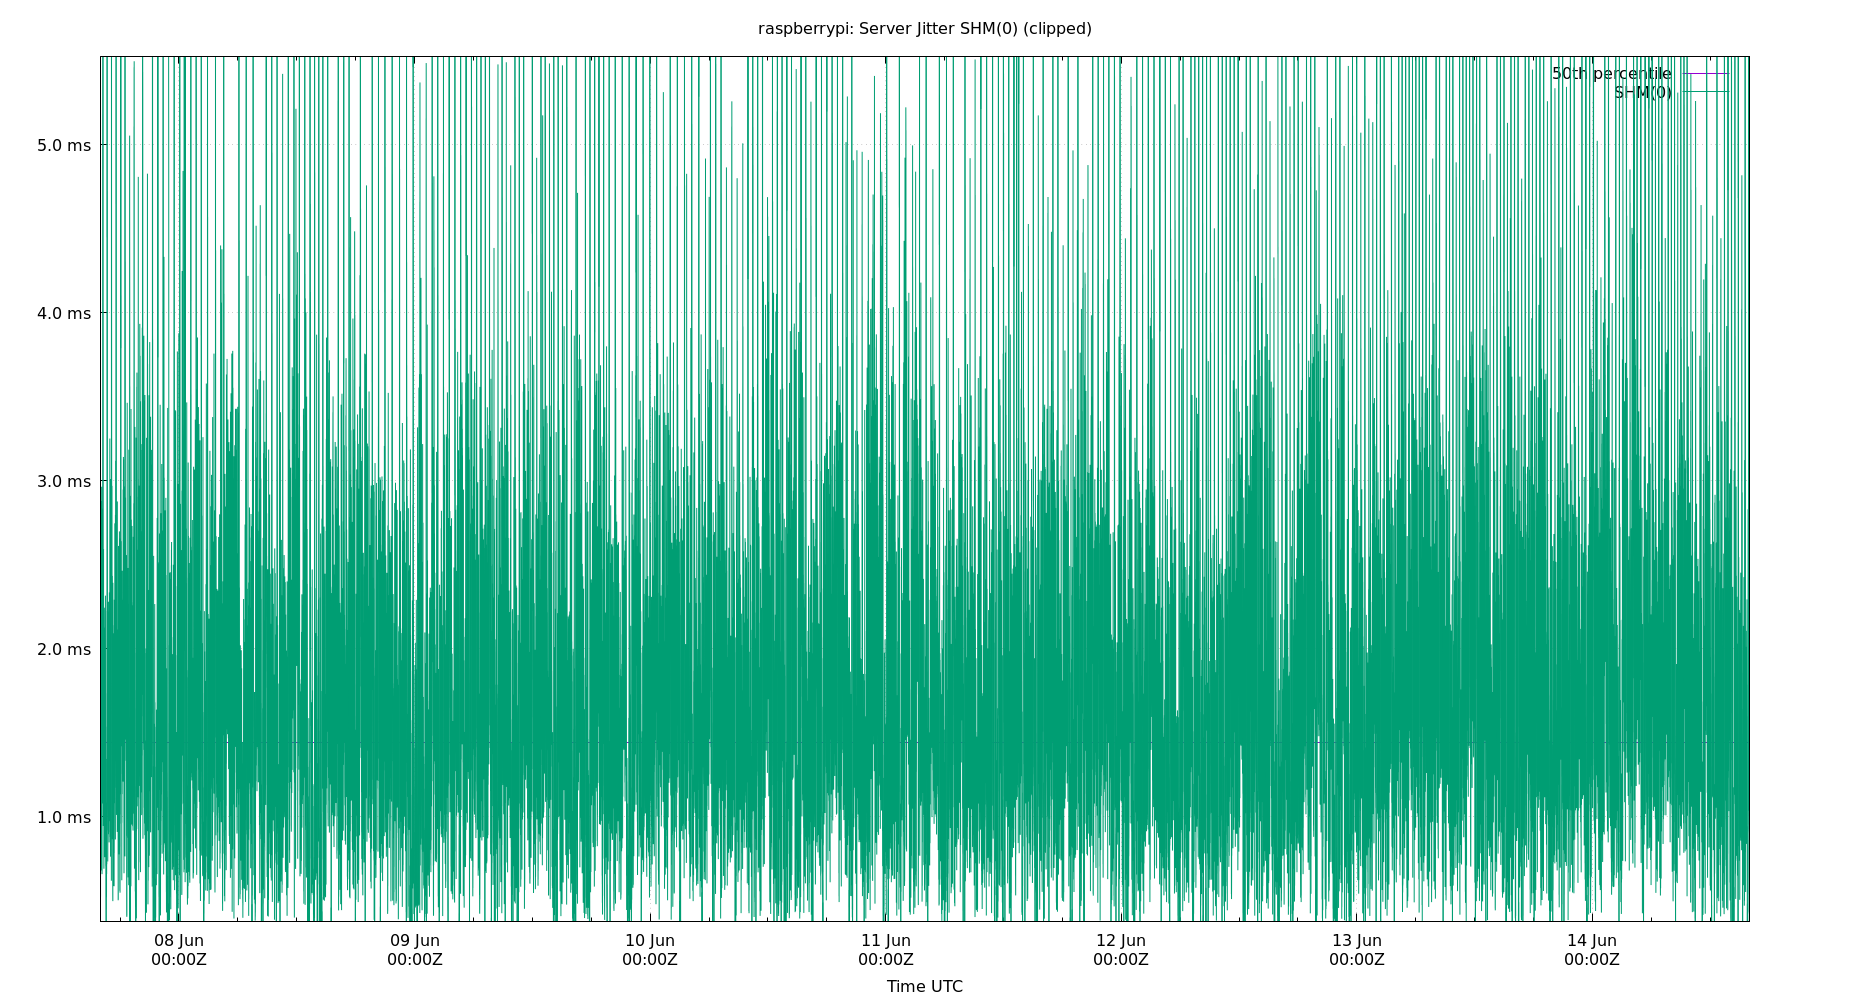 raspberrypi: Server Jitter SHM(0) (clipped)
50th percentile
SHM(0)
5.0 ms
4.0 ms
3.0 ms
2.0 ms
1.0 ms
08 Jun 09 Jun 10 Jun 11 Jun 12 Jun 13 Jun 14 Jun
00:00Z 00:00Z 00:00Z 00:00Z 00:00Z 00:00Z 00:00Z
Time UTC